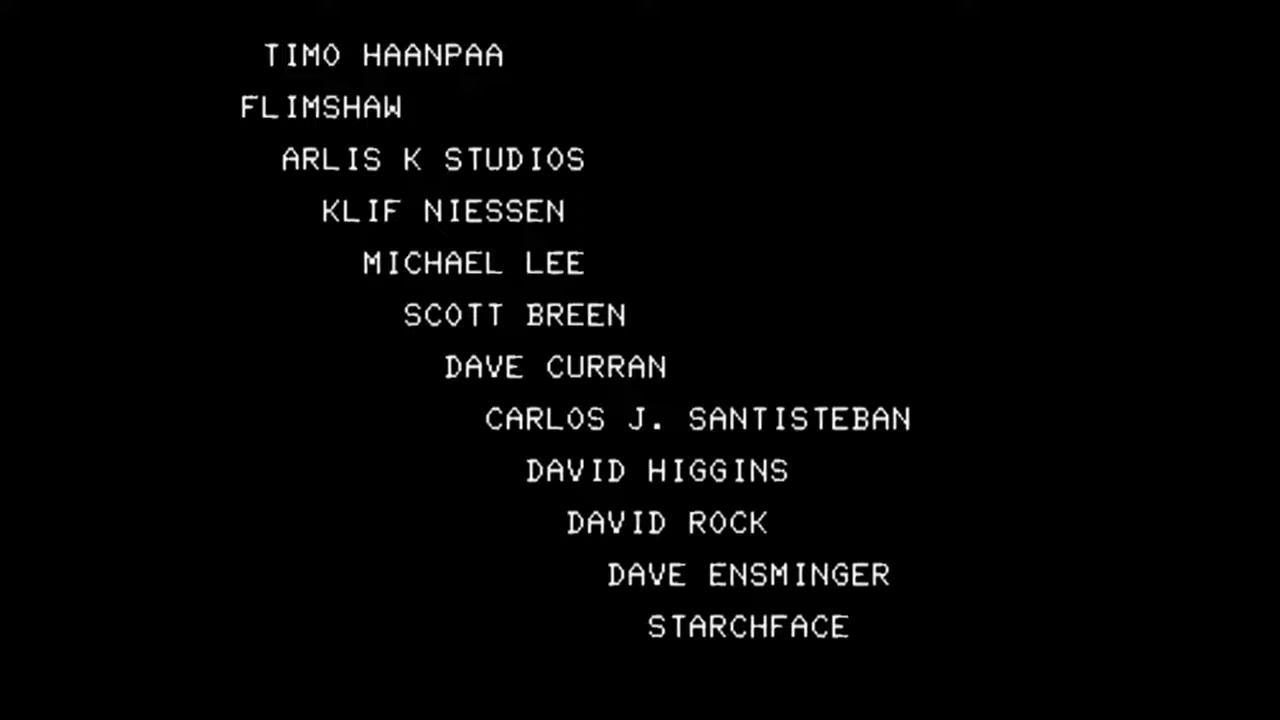 TIMO HAANPAA
FLIMSHAW
ARLIS K STUDIOS
KLIF NIESSEN
MICHAEL LEE
SCOTT BREEN
DAVE CURRAN
CARLOS J. SANTISTEBAN
DAVID HIGGINS
DAVID ROCK
DAVE ENSMINGER
STARCHFACE